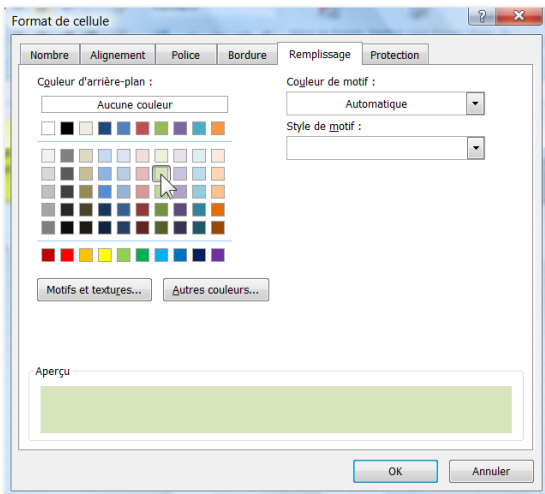 Format de cellule
?
Nombre Alignement Police Bordure Remplissage Protection
Couleur d'arrière-plan :
Aucune couleur
Couleur de motif :
Automatique
Style de motif :
Motifs et textures... Autres couleurs...
Aperçu
OK Annuler